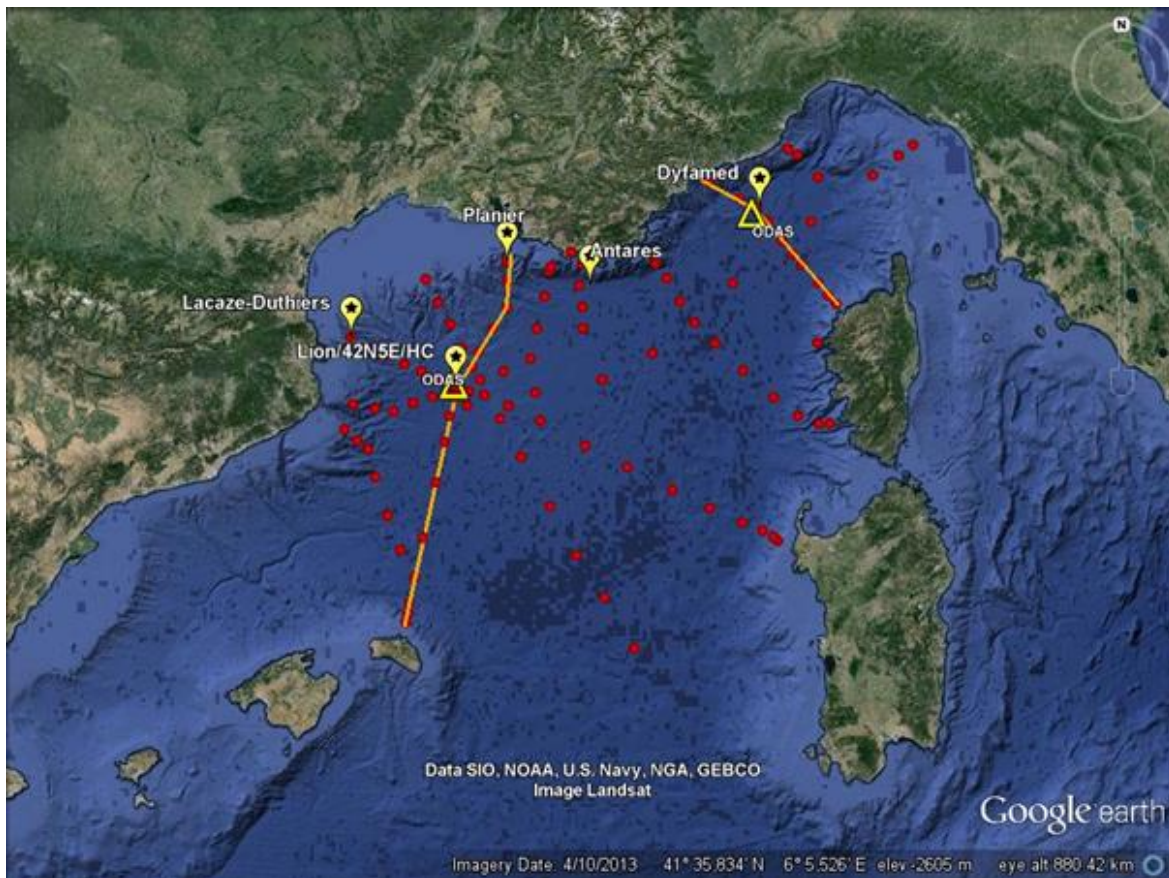 N
Dyfamed
ODAS
Planier
Antares
Lacaze-Duthiers
Lion/42N5E/HC
ODAS
Data SIO, NOAA, U.S. Navy, NGA, GEBCO
Image Landsat
Google earth
Imagery Date: 4/10/2013 41°35,834' N 6°5,526' E elev -2605 m eye alt 880.42 km